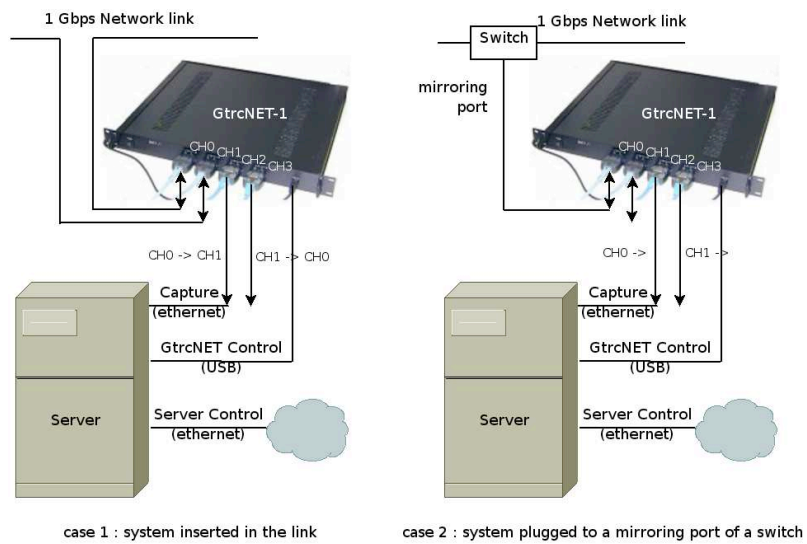 1 Gbps Network link
GtrcNET-1
CH0
CH1
CH2
CH3
CH0 -> CH1
CH1 -> CH0
Capture
(ethernet)
GtrcNET Control
(USB)
Server
Server Control
(ethernet)
case 1 : system inserted in the link
1 Gbps Network link
Switch
mirroring
port
GtrcNET-1
CH0
CH1
CH2
CH3
CH0 ->
CH1 ->
Capture
(ethernet)
GtrcNET Control
(USB)
Server
Server Control
(ethernet)
case 2 : system plugged to a mirroring port of a switch